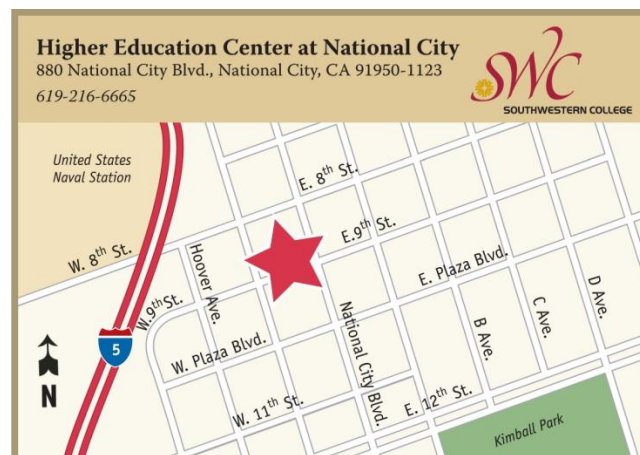 Higher Education Center at National City
880 National City Blvd., National City, CA 91950-1123
619-216-6665
SWC
SOUTHWESTERN COLLEGE
United States
Naval Station
E. 8th St.
W. 8th St.
E.9th St.
Hoover Ave.
W.9thSt.
E. Plaza Blvd.
D Ave.
C Ave.
B Ave.
National City Blvd.
W. Plaza Blvd.
5
N
W. 11th St.
E. 12th St.
Kimball Park